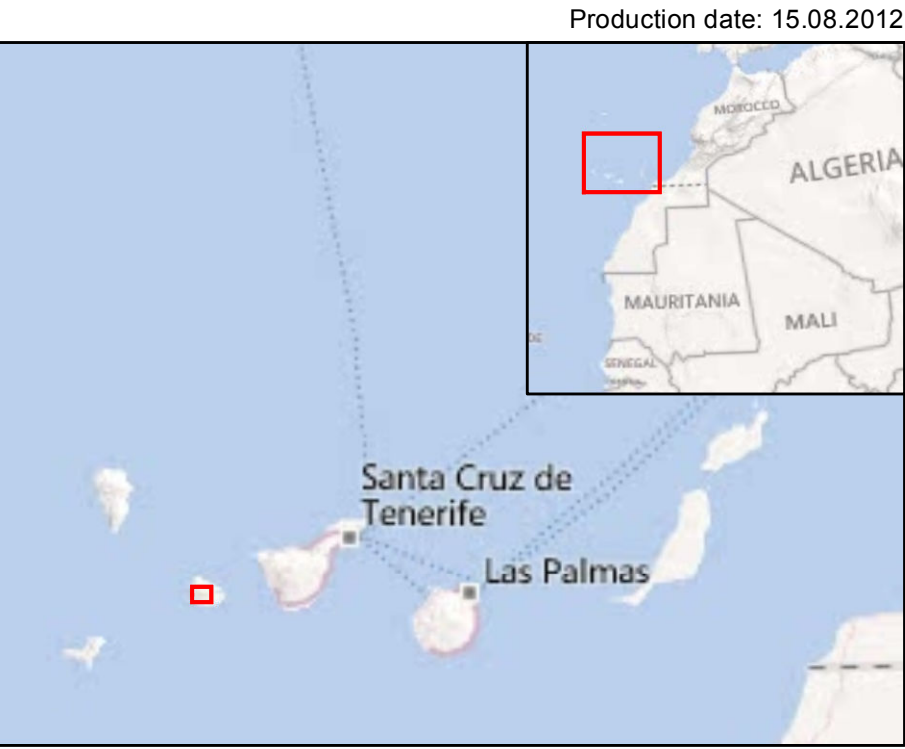 Production date: 15.08.2012
MOROCCO
ALGERIA
MAURITANIA
MALI
SENEGAL
Santa Cruz de
Tenerife
Las Palmas